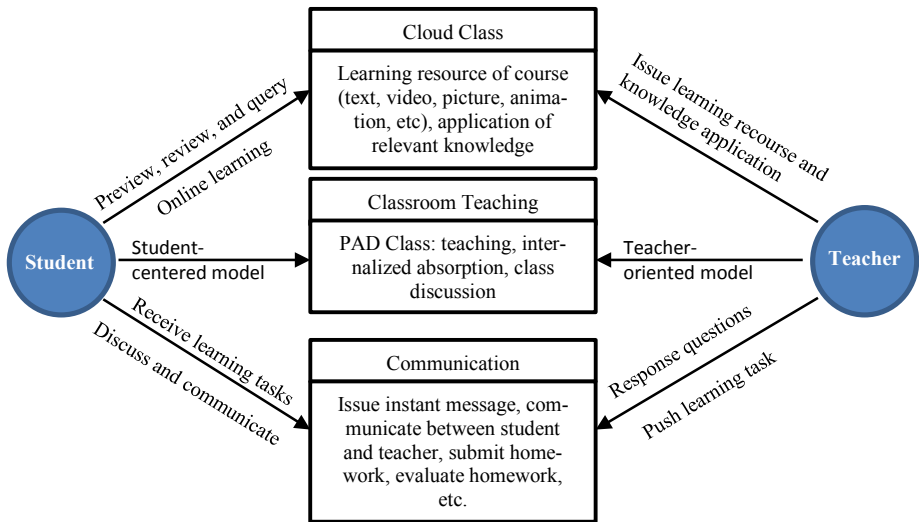 Cloud Class
Learning resource of course
(text, video, picture, anima-
tion, etc), application of
relevant knowledge
Preview, review, and query
Online learning
Issue learning recourse and
knowledge application
Classroom Teaching
PAD Class: teaching, inter-
nalized absorption, class
discussion
Student
Student-
centered model
Teacher-
oriented model
Teacher
Receive learning tasks
Discuss and communicate
Response questions
Push learning task
Communication
Issue instant message, com-
municate between student
and teacher, submit home-
work, evaluate homework,
etc.